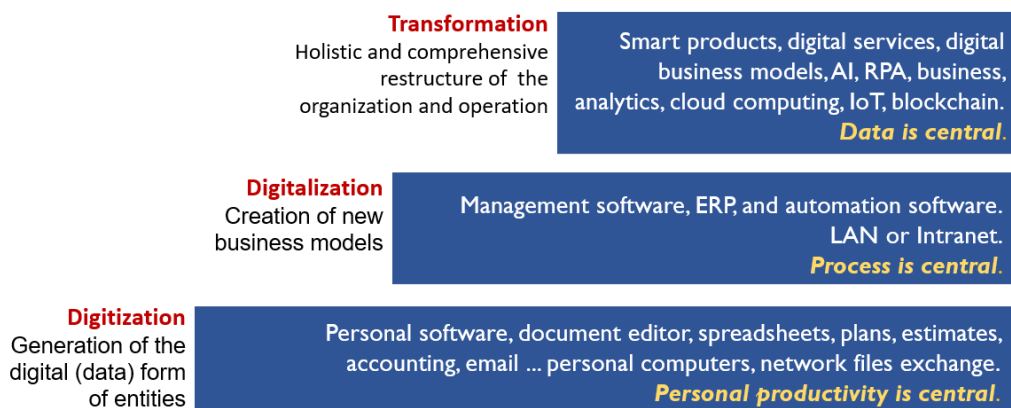 Transformation
Holistic and comprehensive
restructure of the
organization and operation
Smart products, digital services, digital
business models, AI, RPA, business,
analytics, cloud computing, IoT, blockchain.
Data is central.
Digitalization
Creation of new
business models
Management software, ERP, and automation software.
LAN or Intranet.
Process is central.
Digitization
Generation of the
digital (data) form
of entities
Personal software, document editor, spreadsheets, plans, estimates,
accounting, email ... personal computers, network files exchange.
Personal productivity is central.